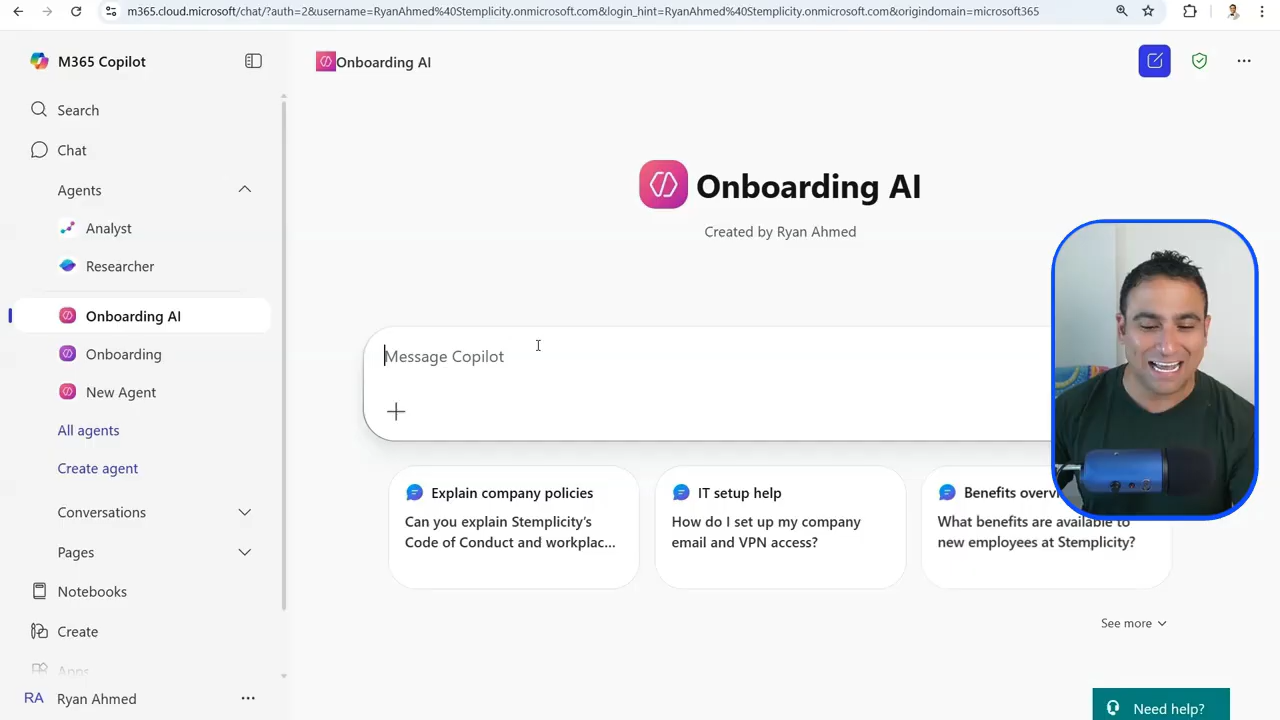 m365.cloud.microsoft/chat/?auth=2&username=RyanAhmed%40Stemplicity.onmicrosoft.com&login_hint=RyanAhmed%40Stemplicity.onmicrosoft.com&origindomain=microsoft365
M365 Copilot
Search
Chat
Agents
Analyst
Researcher
Onboarding AI
Onboarding
New Agent
All agents
Create agent
Conversations
Pages
Notebooks
Create
Apps
RA Ryan Ahmed
Onboarding AI
Onboarding AI
Created by Ryan Ahmed
Message Copilot
Explain company policies
Can you explain Stemplicity's
Code of Conduct and workplac...
IT setup help
How do I set up my company
email and VPN access?
Benefits
What benefits are available to
new employees at Stemplicity?
See more
Need help?